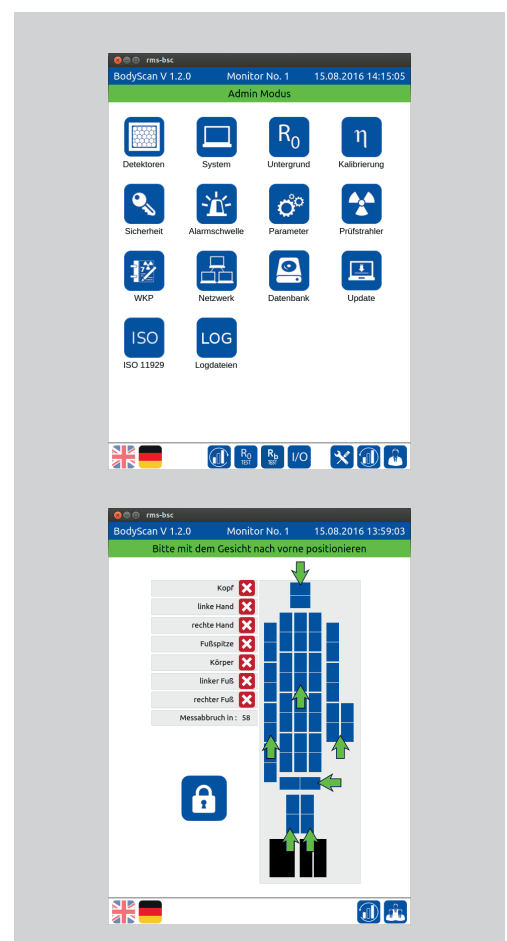 rms-bsc
BodyScan V 1.2.0 Monitor No. 1 15.08.2016 14:15:05
Admin Modus
R0 η
Detektoren System Untergrund Kalibrierung
Sicherheit Alarmschwelle Parameter Prüfstrahler
WKP Netzwerk Datenbank Update
ISO LOG
ISO 11929 Logdateien
R0 TEST Rb TEST I/O
rms-bsc
BodyScan V 1.2.0 Monitor No. 1 15.08.2016 13:59:03
Bitte mit dem Gesicht nach vorne positionieren
Kopf
linke Hand
rechte Hand
Fußspitze
Körper
linker Fuß
rechter Fuß
Messabbruch in : 58